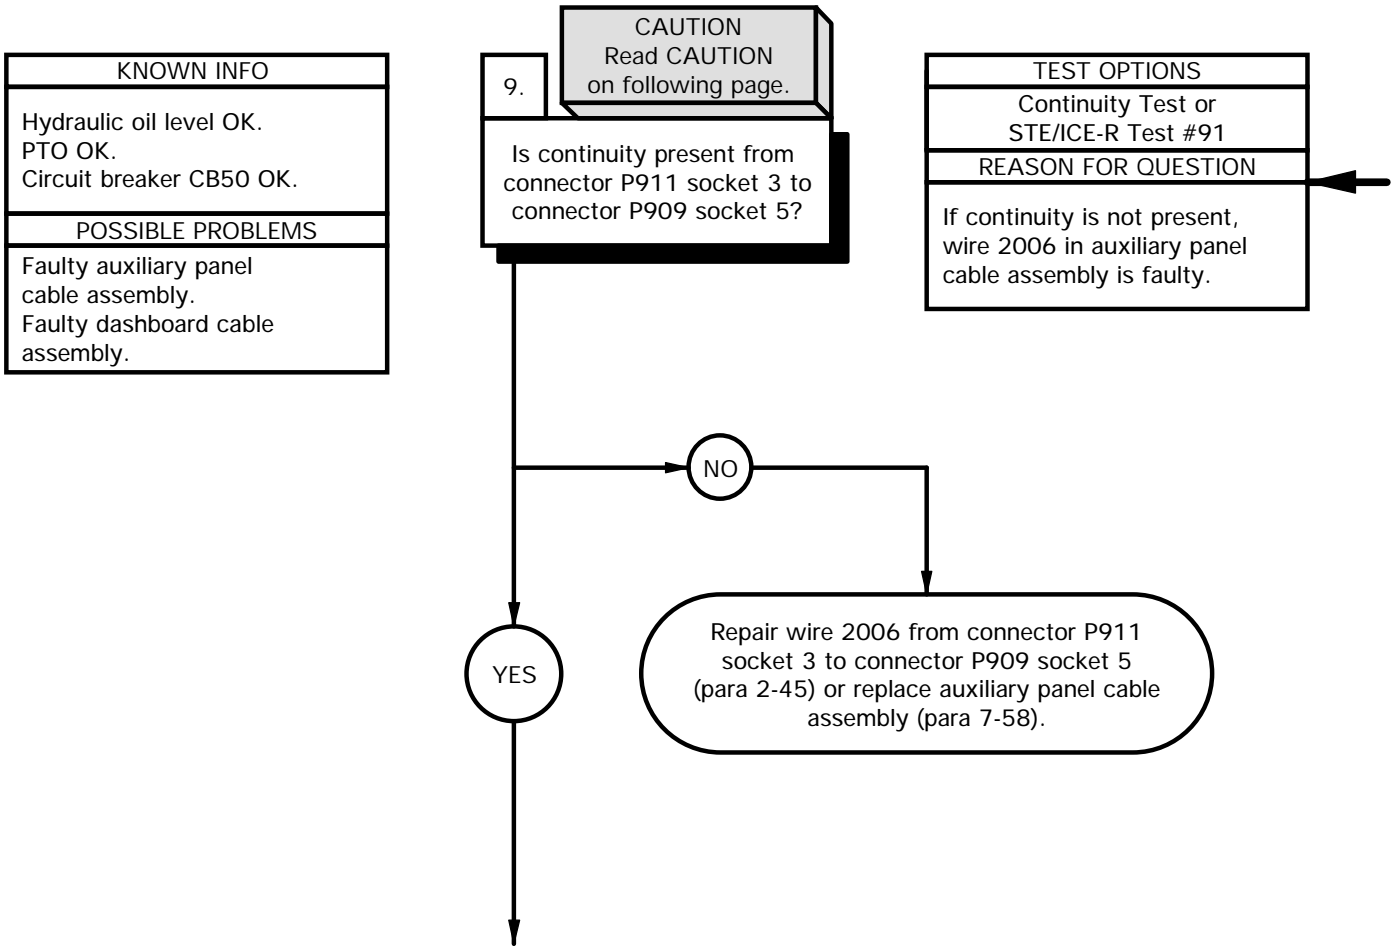 KNOWN INFO
Hydraulic oil level OK.
PTO OK.
Circuit breaker CB50 OK.
POSSIBLE PROBLEMS
Faulty auxiliary panel
cable assembly.
Faulty dashboard cable
assembly.
CAUTION
Read CAUTION
on following page.
9.
Is continuity present from
connector P911 socket 3 to
connector P909 socket 5?
TEST OPTIONS
Continuity Test or
STE/ICE-R Test #91
REASON FOR QUESTION
If continuity is not present,
wire 2006 in auxiliary panel
cable assembly is faulty.
NO
YES
Repair wire 2006 from connector P911
socket 3 to connector P909 socket 5
(para 2-45) or replace auxiliary panel cable
assembly (para 7-58).